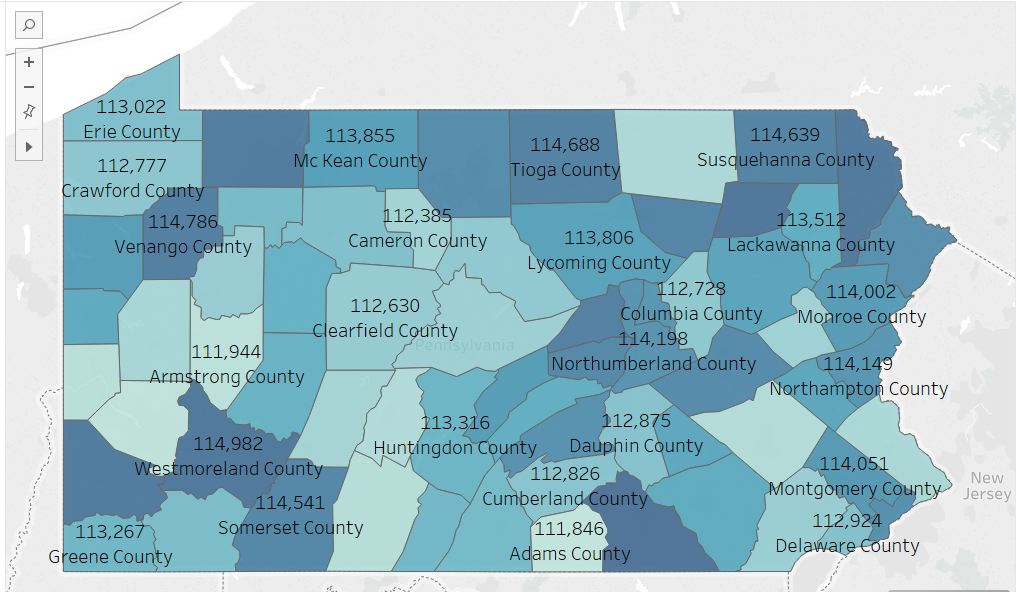 113,022
Erie County
113,855
Mc Kean County
114,688
Tioga County
114,639
Susquehanna County
112,777
Crawford County
114,786
Venango County
112,385
Cameron County
113,806
Lycoming County
113,512
Lackawanna County
112,630
Clearfield County
Pennsylvania
112,728
Columbia County
114,002
Monroe County
111,944
Armstrong County
114,198
Northumberland County
114,149
Northampton County
113,316
Huntingdon County
112,875
Dauphin County
114,982
Westmoreland County
112,826
Cumberland County
114,051
Montgomery County
New
Jersey
114,541
Somerset County
113,267
Greene County
111,846
Adams County
112,924
Delaware County